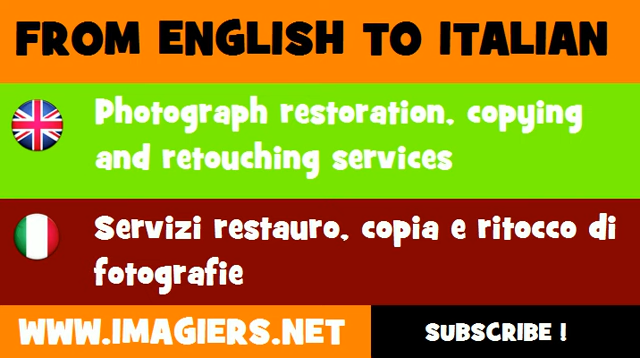 FROM ENGLISH TO ITALIAN
Photograph restoration, copying
and retouching services
Servizi restauro, copia e ritocco di
fotografie
WWW.IMAGIERS.NET
SUBSCRIBE !